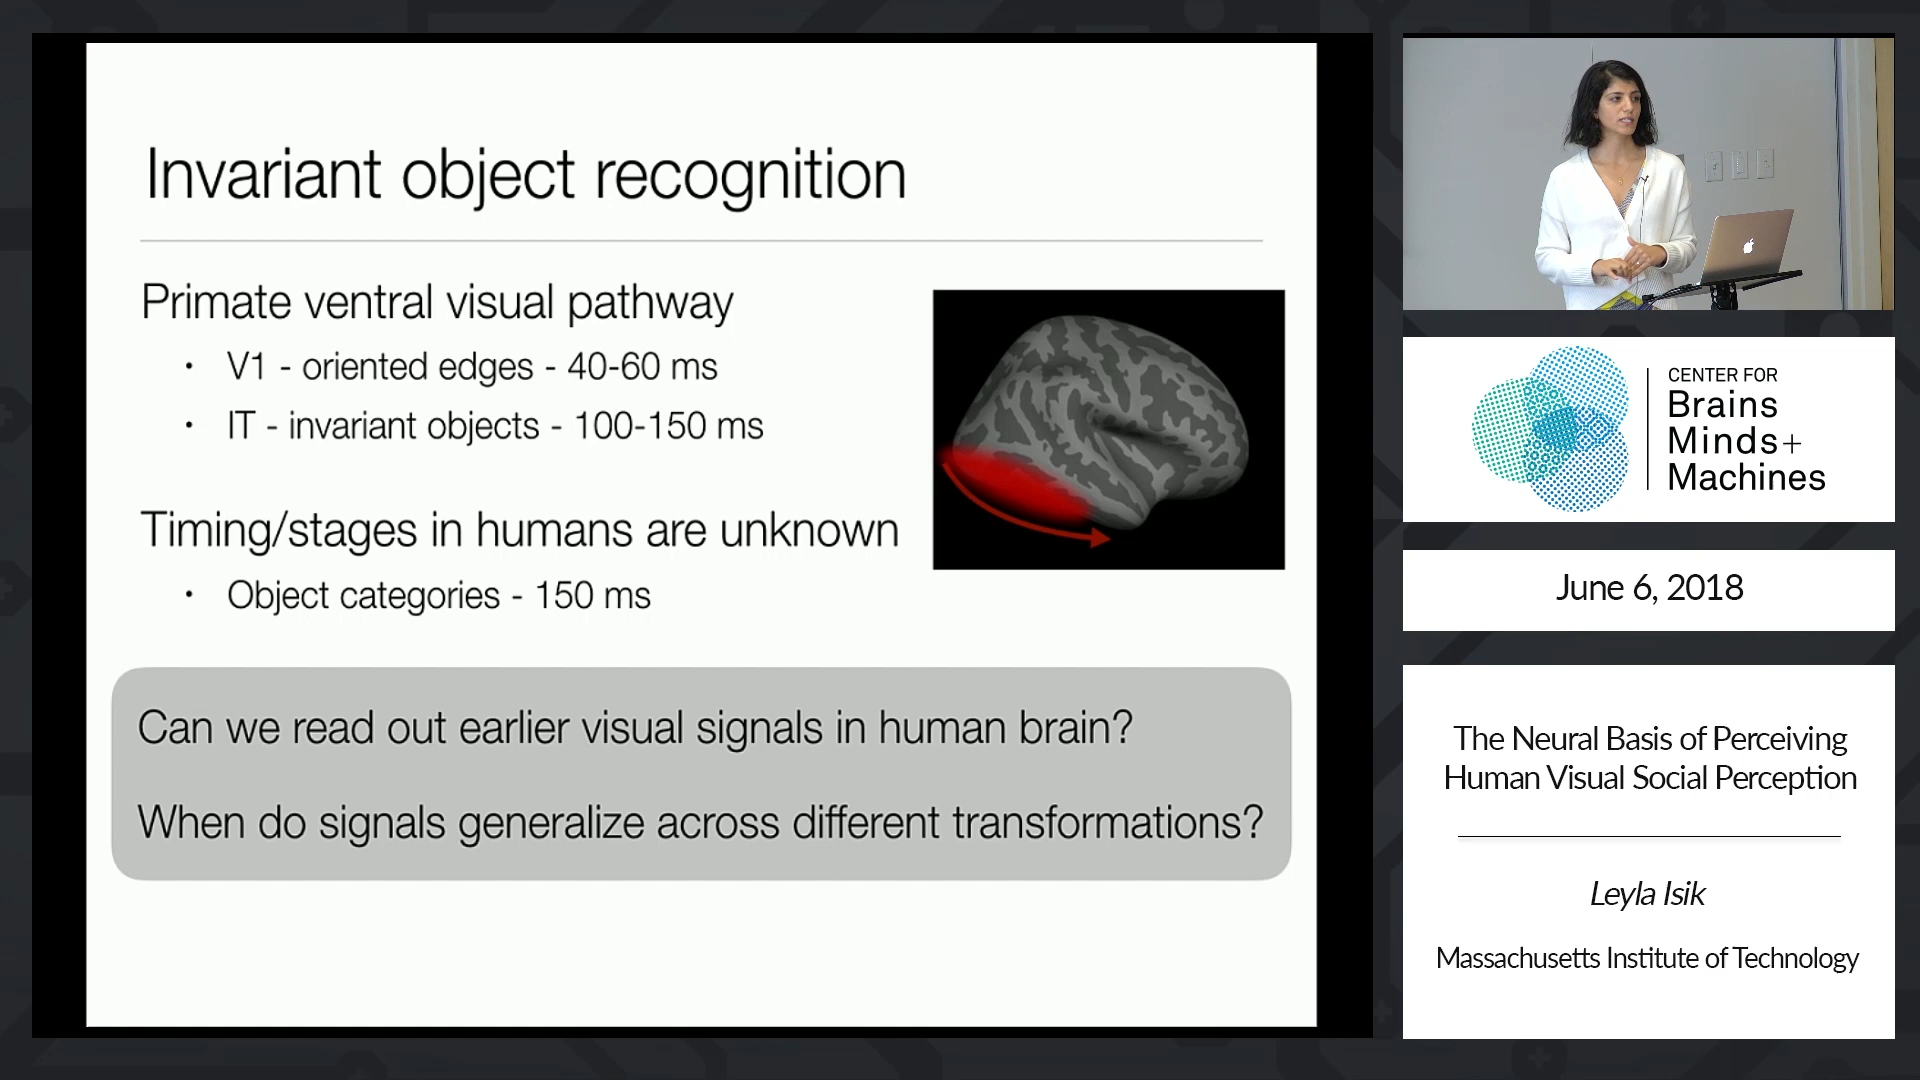 Invariant object recognition
Primate ventral visual pathway
• V1 - oriented edges - 40-60 ms
• IT - invariant objects - 100-150 ms
Timing/stages in humans are unknown
• Object categories - 150 ms
Can we read out earlier visual signals in human brain?
When do signals generalize across different transformations?
CENTER FOR
Brains
Minds+
Machines
June 6, 2018
The Neural Basis of Perceiving
Human Visual Social Perception
Leyla Isik
Massachusetts Institute of Technology